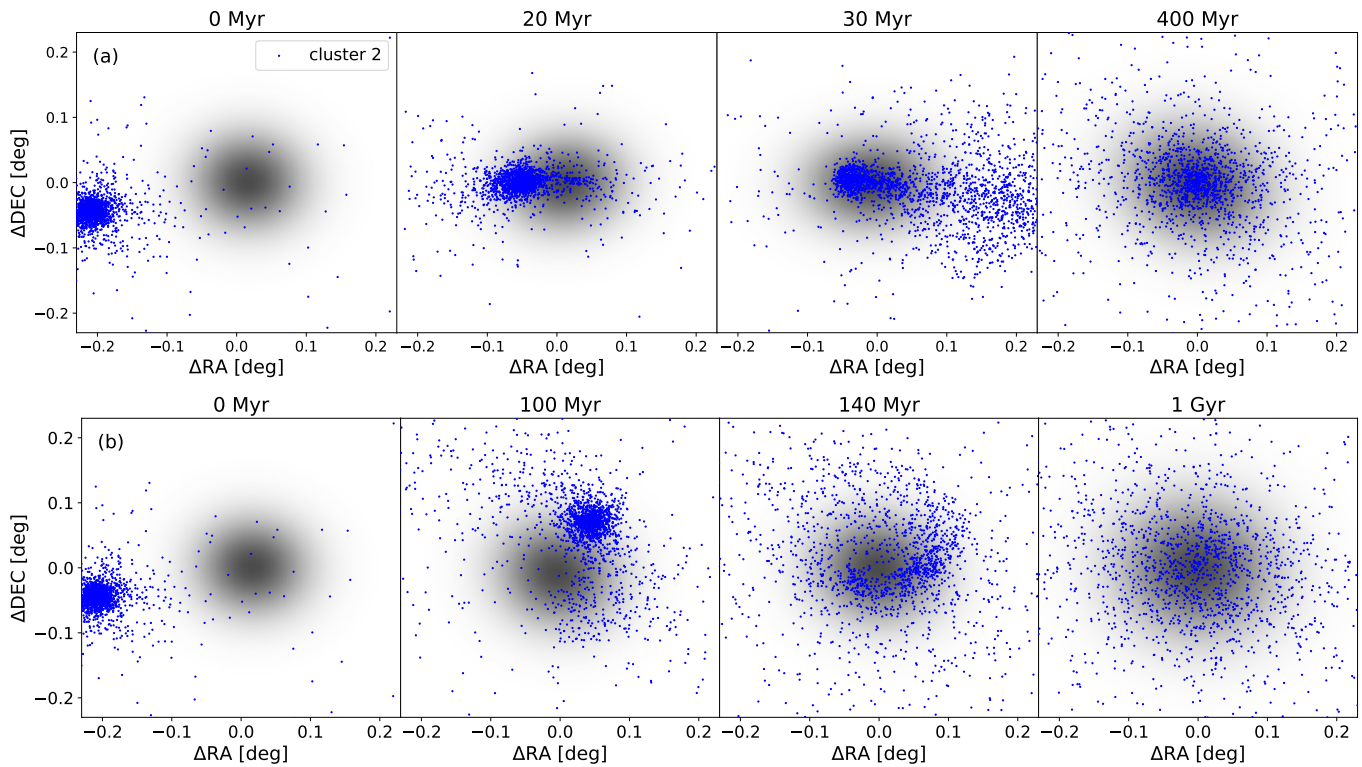 0 Myr 20 Myr 30 Myr 400 Myr
(a) cluster 2
0.2
0.1
0.0
−0.1
−0.2
ΔDEC [deg]
−0.2 −0.1 0.0 0.1 0.2 −0.2 −0.1 0.0 0.1 0.2 −0.2 −0.1 0.0 0.1 0.2 −0.2 −0.1 0.0 0.1 0.2
ΔRA [deg] ΔRA [deg] ΔRA [deg] ΔRA [deg]
0 Myr 100 Myr 140 Myr 1 Gyr
(b)
0.2
0.1
0.0
−0.1
−0.2
ΔDEC [deg]
−0.2 −0.1 0.0 0.1 0.2 −0.2 −0.1 0.0 0.1 0.2 −0.2 −0.1 0.0 0.1 0.2 −0.2 −0.1 0.0 0.1 0.2
ΔRA [deg] ΔRA [deg] ΔRA [deg] ΔRA [deg]